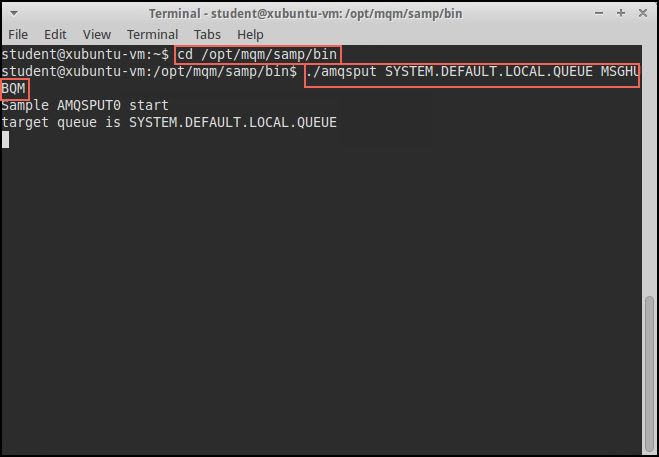 Terminal - student@xubuntu-vm: /opt/mqm/samp/bin
File Edit View Terminal Tabs Help
student@xubuntu-vm:~$ cd /opt/mqm/samp/bin
student@xubuntu-vm:/opt/mqm/samp/bin$ ./amqsput SYSTEM.DEFAULT.LOCAL.QUEUE MSGHU
BQM
Sample AMQSPUT0 start
target queue is SYSTEM.DEFAULT.LOCAL.QUEUE